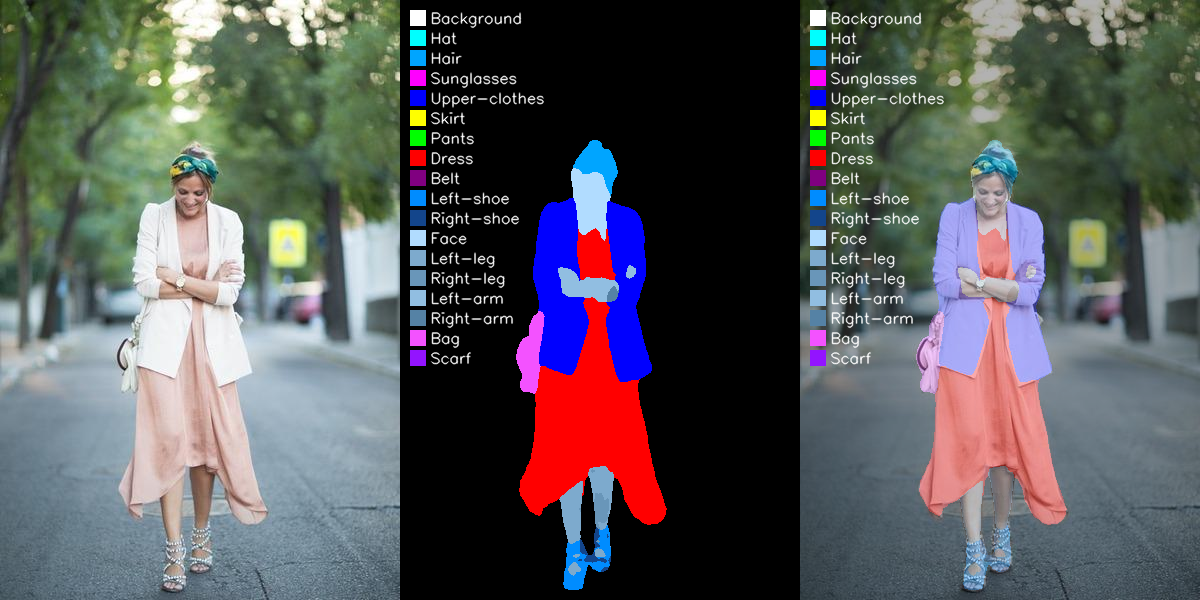 Background
Hat
Hair
Sunglasses
Upper-clothes
Skirt
Pants
Dress
Belt
Left-shoe
Right-shoe
Face
Left-leg
Right-leg
Left-arm
Right-arm
Bag
Scarf
Background
Hat
Hair
Sunglasses
Upper-clothes
Skirt
Pants
Dress
Belt
Left-shoe
Right-shoe
Face
Left-leg
Right-leg
Left-arm
Right-arm
Bag
Scarf